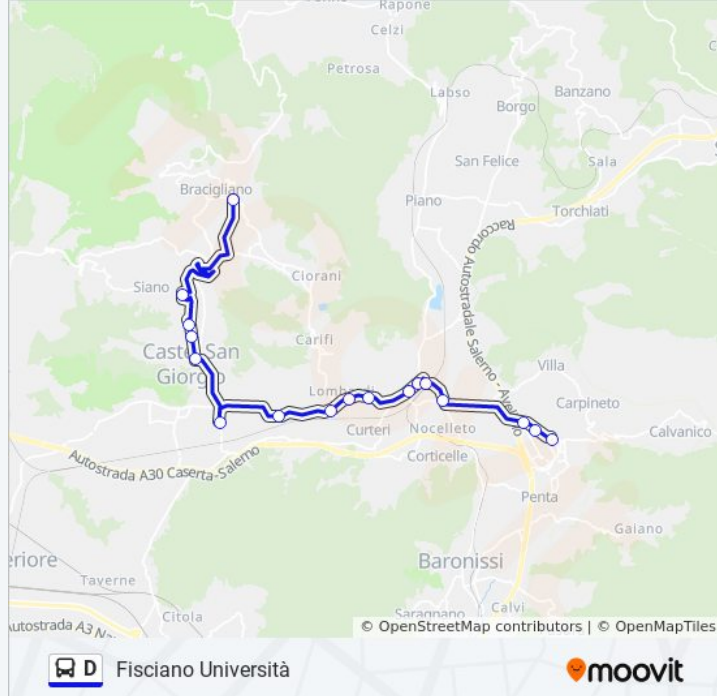 Rapone
Celzi
Petrosa
Labso
Banzano
Borgo
San Felice
Sala
Bracigliano
Piano
Torchiati
Raccordo Autostradale Salerno - Avellino
Ciorani
Siano
Carifi
Castel San
Giorgio
Villa
Lombardi
Carpineto
Curteri
Nocelleto
Calvanico
Autostrada A30 Caserta-Salerno
Corticelle
Penta
Gaiano
eriore
Baronissi
Taverne
Saragnano
Calvi
Autostrada A3 Na
Citola
© OpenStreetMap contributors | © OpenMapTiles
D Fisciano Università
moovit